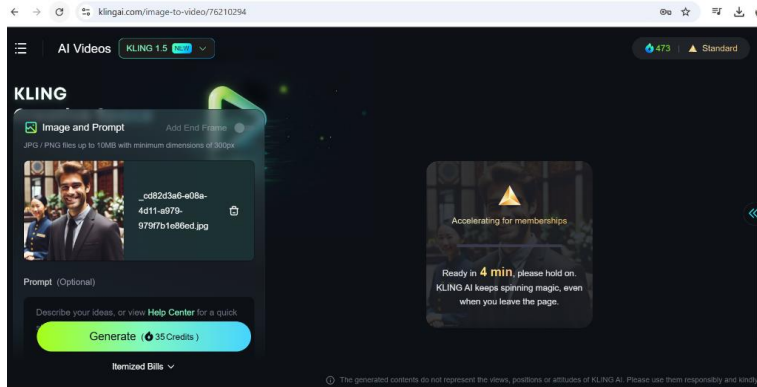 klingai.com/image-to-video/76210294
AI Videos
KLING 1.5 NEW
473 | Standard
KLING
Image and Prompt
Add End Frame
JPG / PNG files up to 10MB with minimum dimensions of 300px
_cd82d3a6-e08a-
4d11-a979-
979f7b1e86ed.jpg
Prompt (Optional)
Describe your ideas, or view Help Center for a quick
Generate ( 35 Credits )
Itemized Bills
Accelerating for memberships
Ready in 4 min, please hold on.
KLING AI keeps spinning magic, even
when you leave the page.
The generated contents do not represent the views, positions or attitudes of KLING AI. Please use them responsibly and kindly